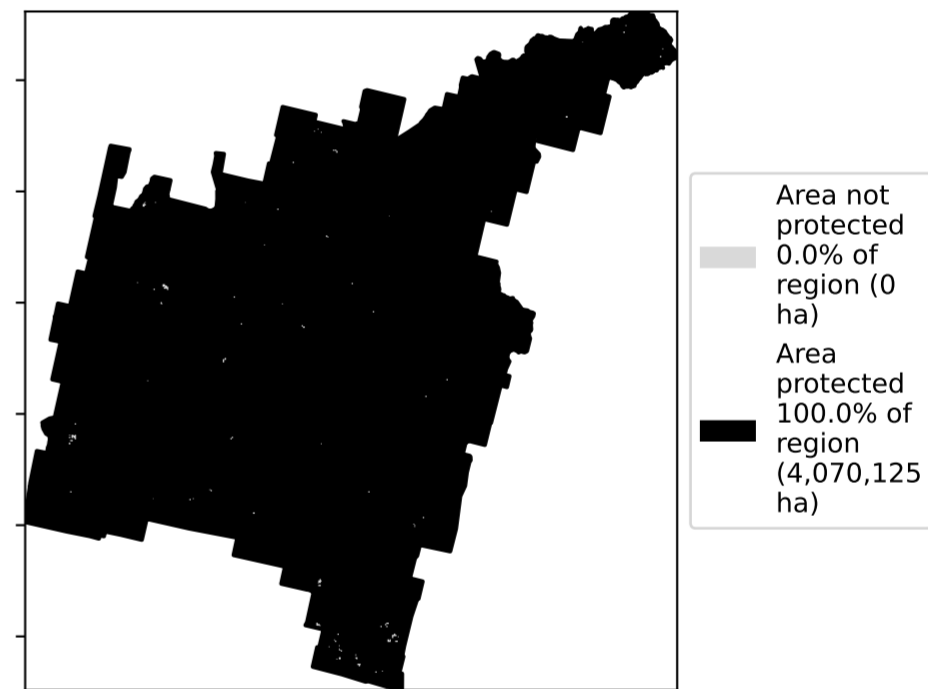 Area not
protected
0.0% of
region (0
ha)
Area
protected
100.0% of
region
(4,070,125
ha)